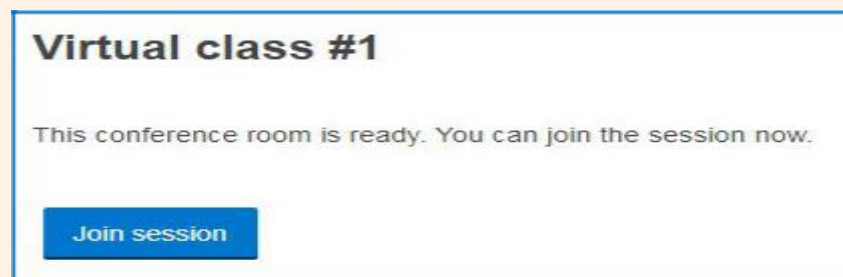 Virtual class #1
This conference room is ready. You can join the session now.
Join session